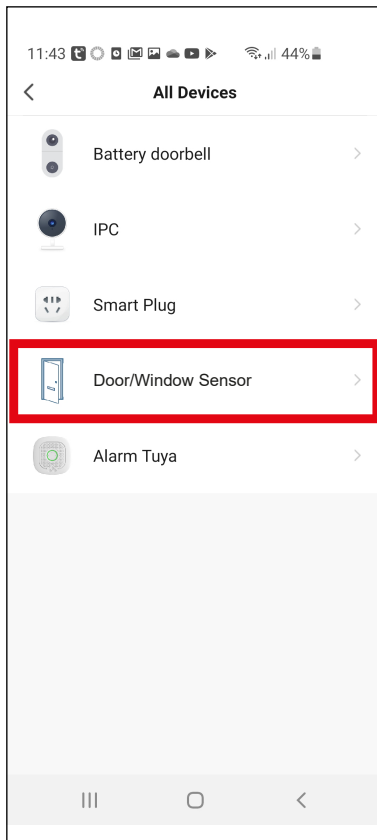 11:43 44%
All Devices
Battery doorbell
IPC
Smart Plug
Door/Window Sensor
Alarm Tuya